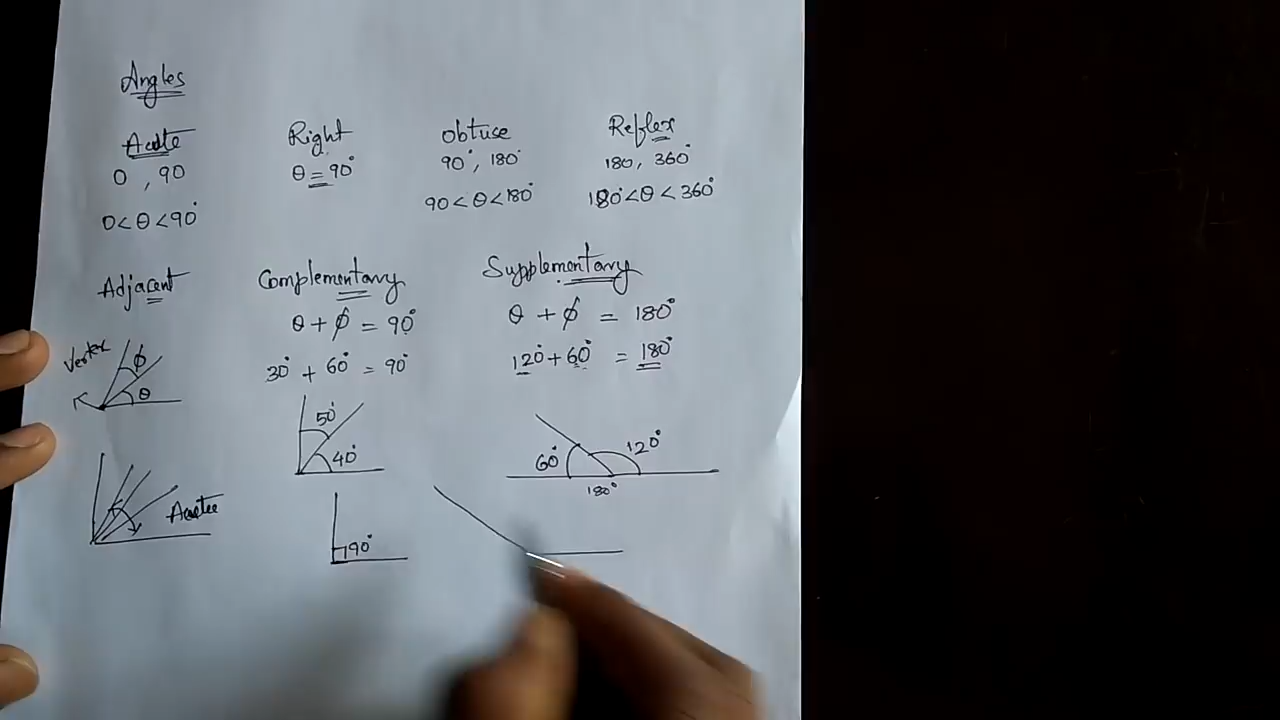 Angles
Acute Right Obtuse Reflex
0 , 90 θ = 90° 90°, 180° 180, 360°
0 < θ < 90° 90 < θ < 180° 180° < θ < 360°
Adjacent Complementary Supplementary
θ + ϕ = 90° θ + ϕ = 180°
Vertex ϕ θ 30° + 60° = 90° 120 + 60° = 180°
50° 40° 60° 120° 180°
90°